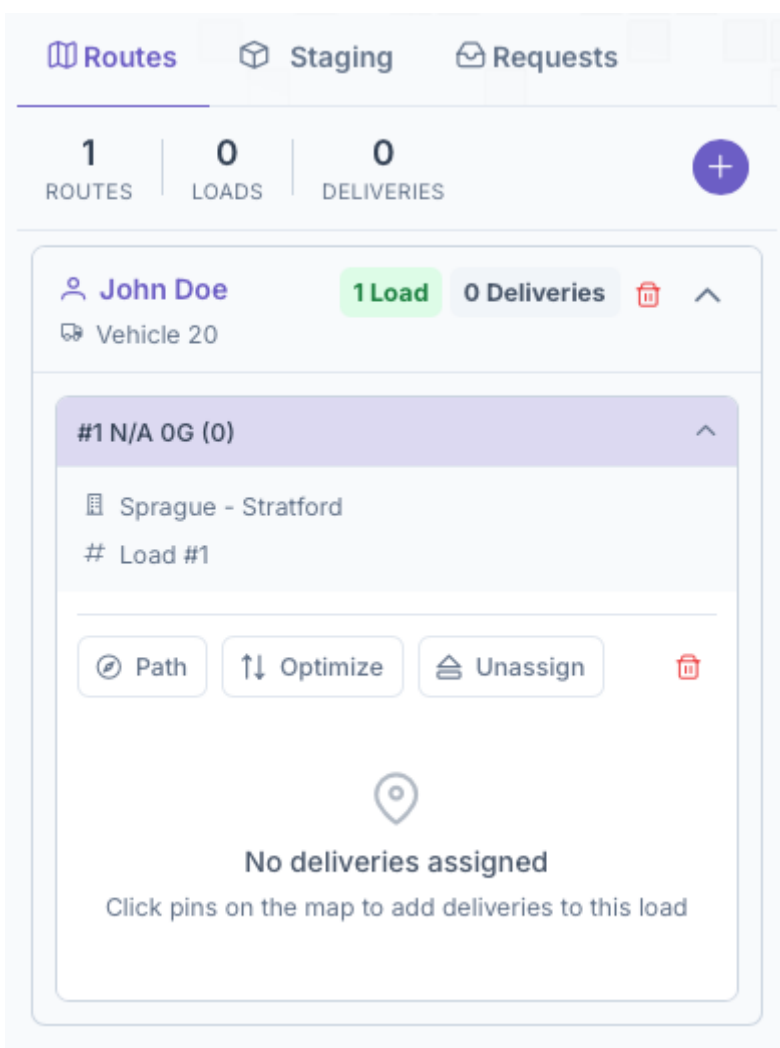 Routes Staging Requests
1 0 0
ROUTES LOADS DELIVERIES
John Doe 1 Load 0 Deliveries
Vehicle 20
#1 N/A 0G (0)
Sprague - Stratford
# Load #1
Path Optimize Unassign
No deliveries assigned
Click pins on the map to add deliveries to this load